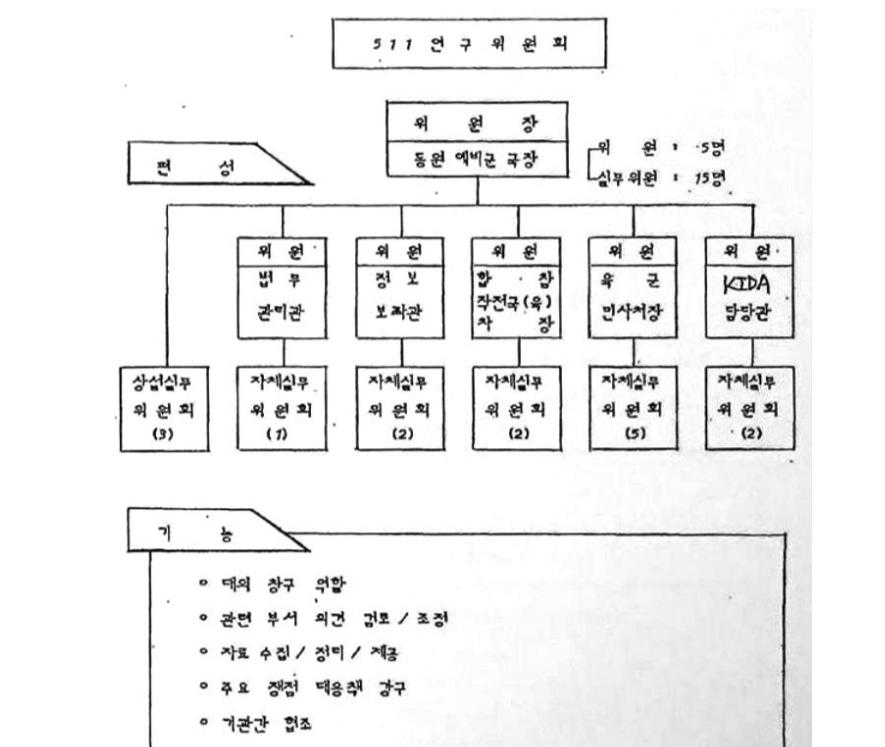 511 연구 위원회
위 원 장
동원 예비군 국장
편 성
위 원 : 5명
실무위원 : 15명
위 원
법 무
관리관
위 원
정 보
보좌관
위 원
합 참
작전국(육)
차 장
위 원
육 군
민사처장
위 원
KIDA
담당관
상설실무
위 원 회
(3)
자체실무
위 원 회
(1)
자체실무
위 원 회
(2)
자체실무
위 원 회
(2)
자체실무
위 원 회
(5)
자체실무
위 원 회
(2)
기 능
o 대외 창구 역할
o 관련 부서 의견 검토 / 조정
o 자료 수집 / 정리 / 제공
o 주요 쟁점 대응책 강구
o 기관간 협조